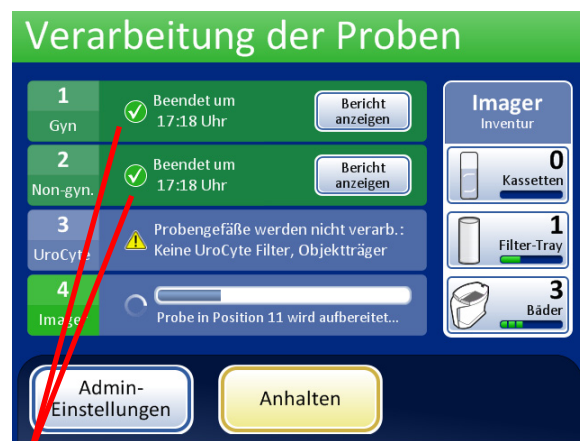 Verarbeitung der Proben
1
Gyn
Beendet um
17:18 Uhr
Bericht
anzeigen
2
Non-gyn.
Beendet um
17:18 Uhr
Bericht
anzeigen
3
UroCyte
Probengefäße werden nicht verarb.:
Keine UroCyte Filter, Objektträger
4
Imager
Probe in Position 11 wird aufbereitet...
Imager
Inventur
0
Kassetten
1
Filter-Tray
3
Bäder
Admin-
Einstellungen
Anhalten